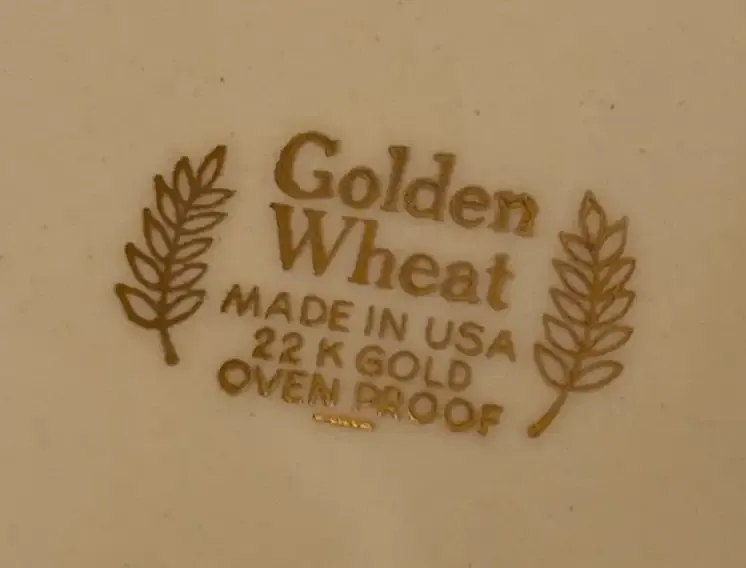 Golden
Wheat
MADE IN USA
22 K GOLD
OVEN PROOF